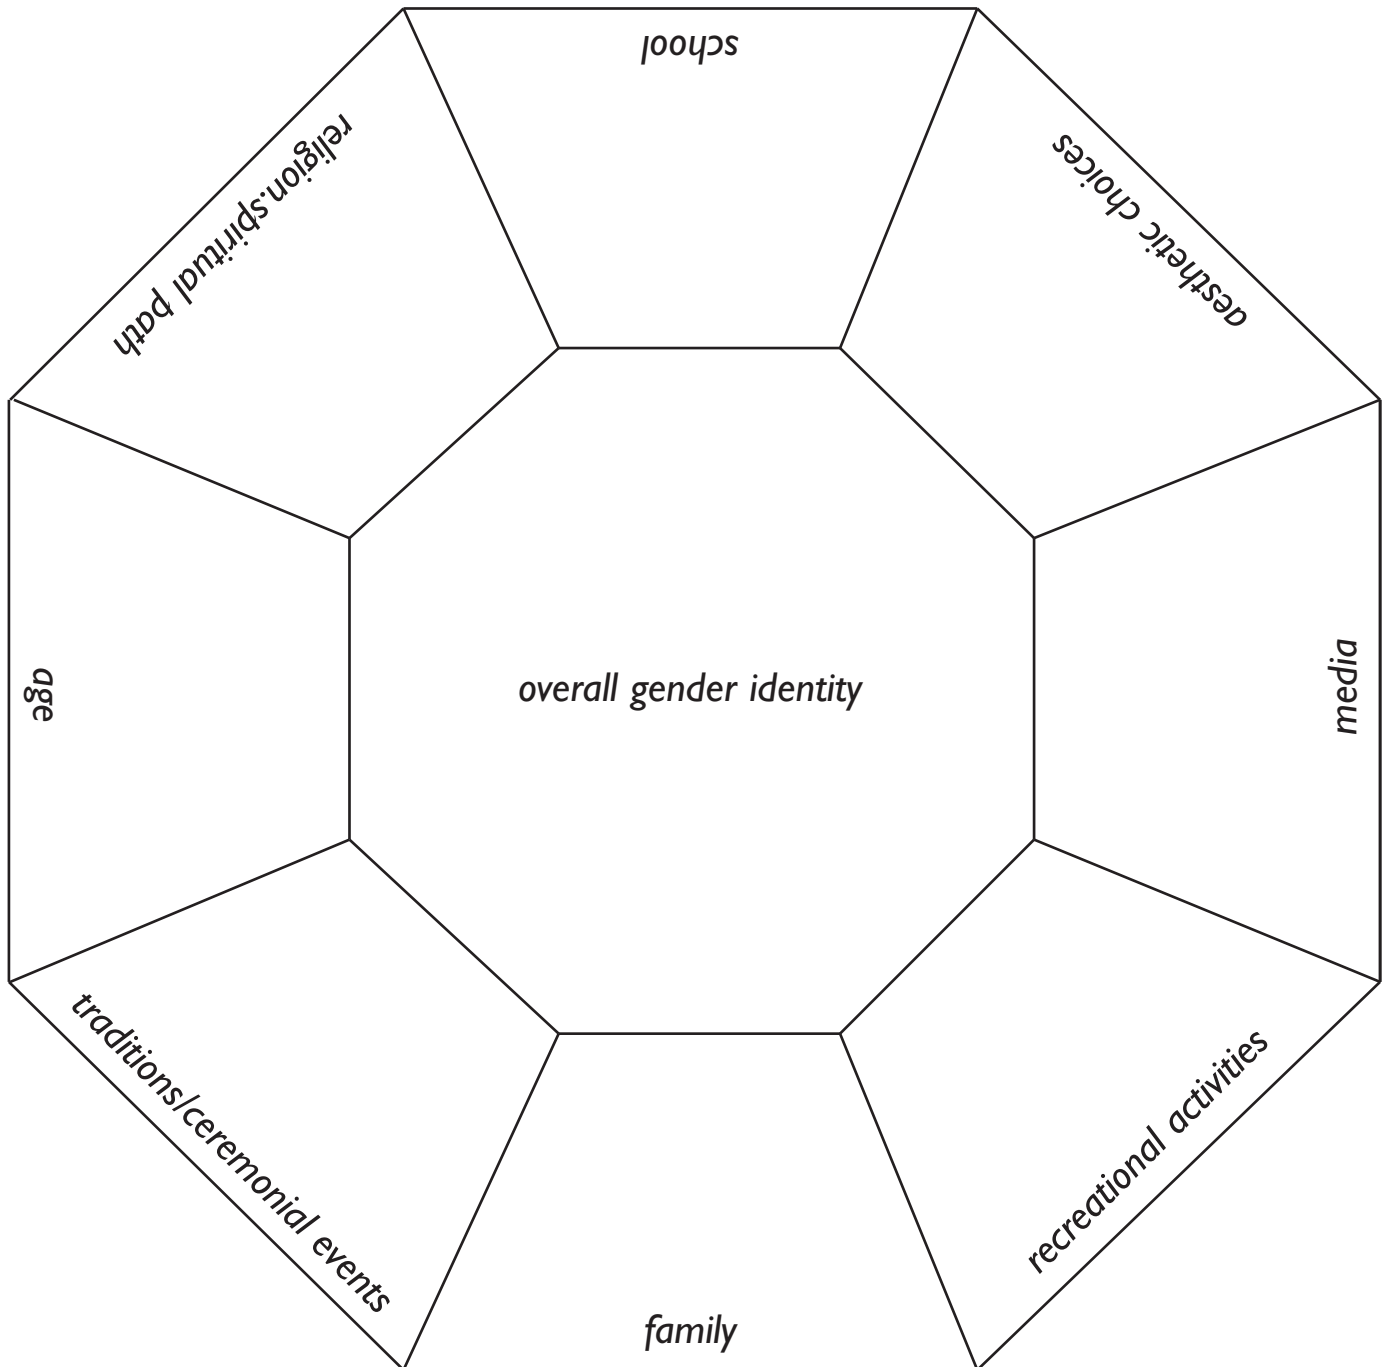 school
religion.spiritual path
aesthetic choices
age
overall gender identity
media
traditions/ceremonial events
recreational activities
family